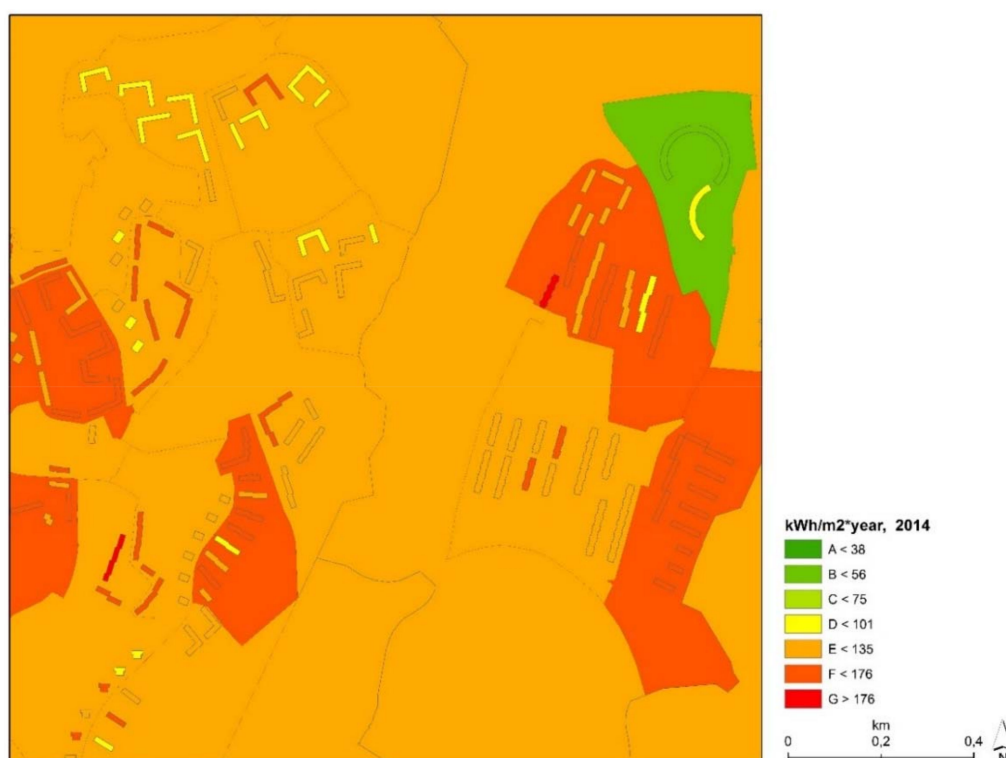 kWh/m2*year, 2014
A < 38
B < 56
C < 75
D < 101
E < 135
F < 176
G > 176
km
0 0,2 0,4
N